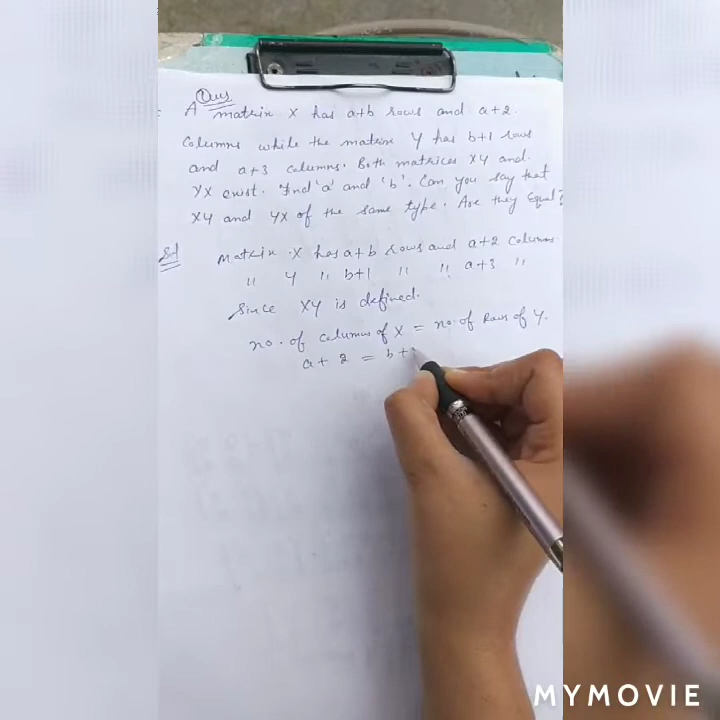 Ques
A matrix X has a+b rows and a+2
Columns while the matrix Y has b+1 rows
and a+3 columns. Both matrices XY and
YX exist. Find 'a' and 'b'. Can you say that
XY and YX of the same type. Are they Equal?
Sol Matrix X has a+b rows and a+2 Columns
" Y " b+1 " " a+3 "
Since XY is defined.
no. of columns of X = no. of Rows of Y.
a+2 = b+
MYMOVIE